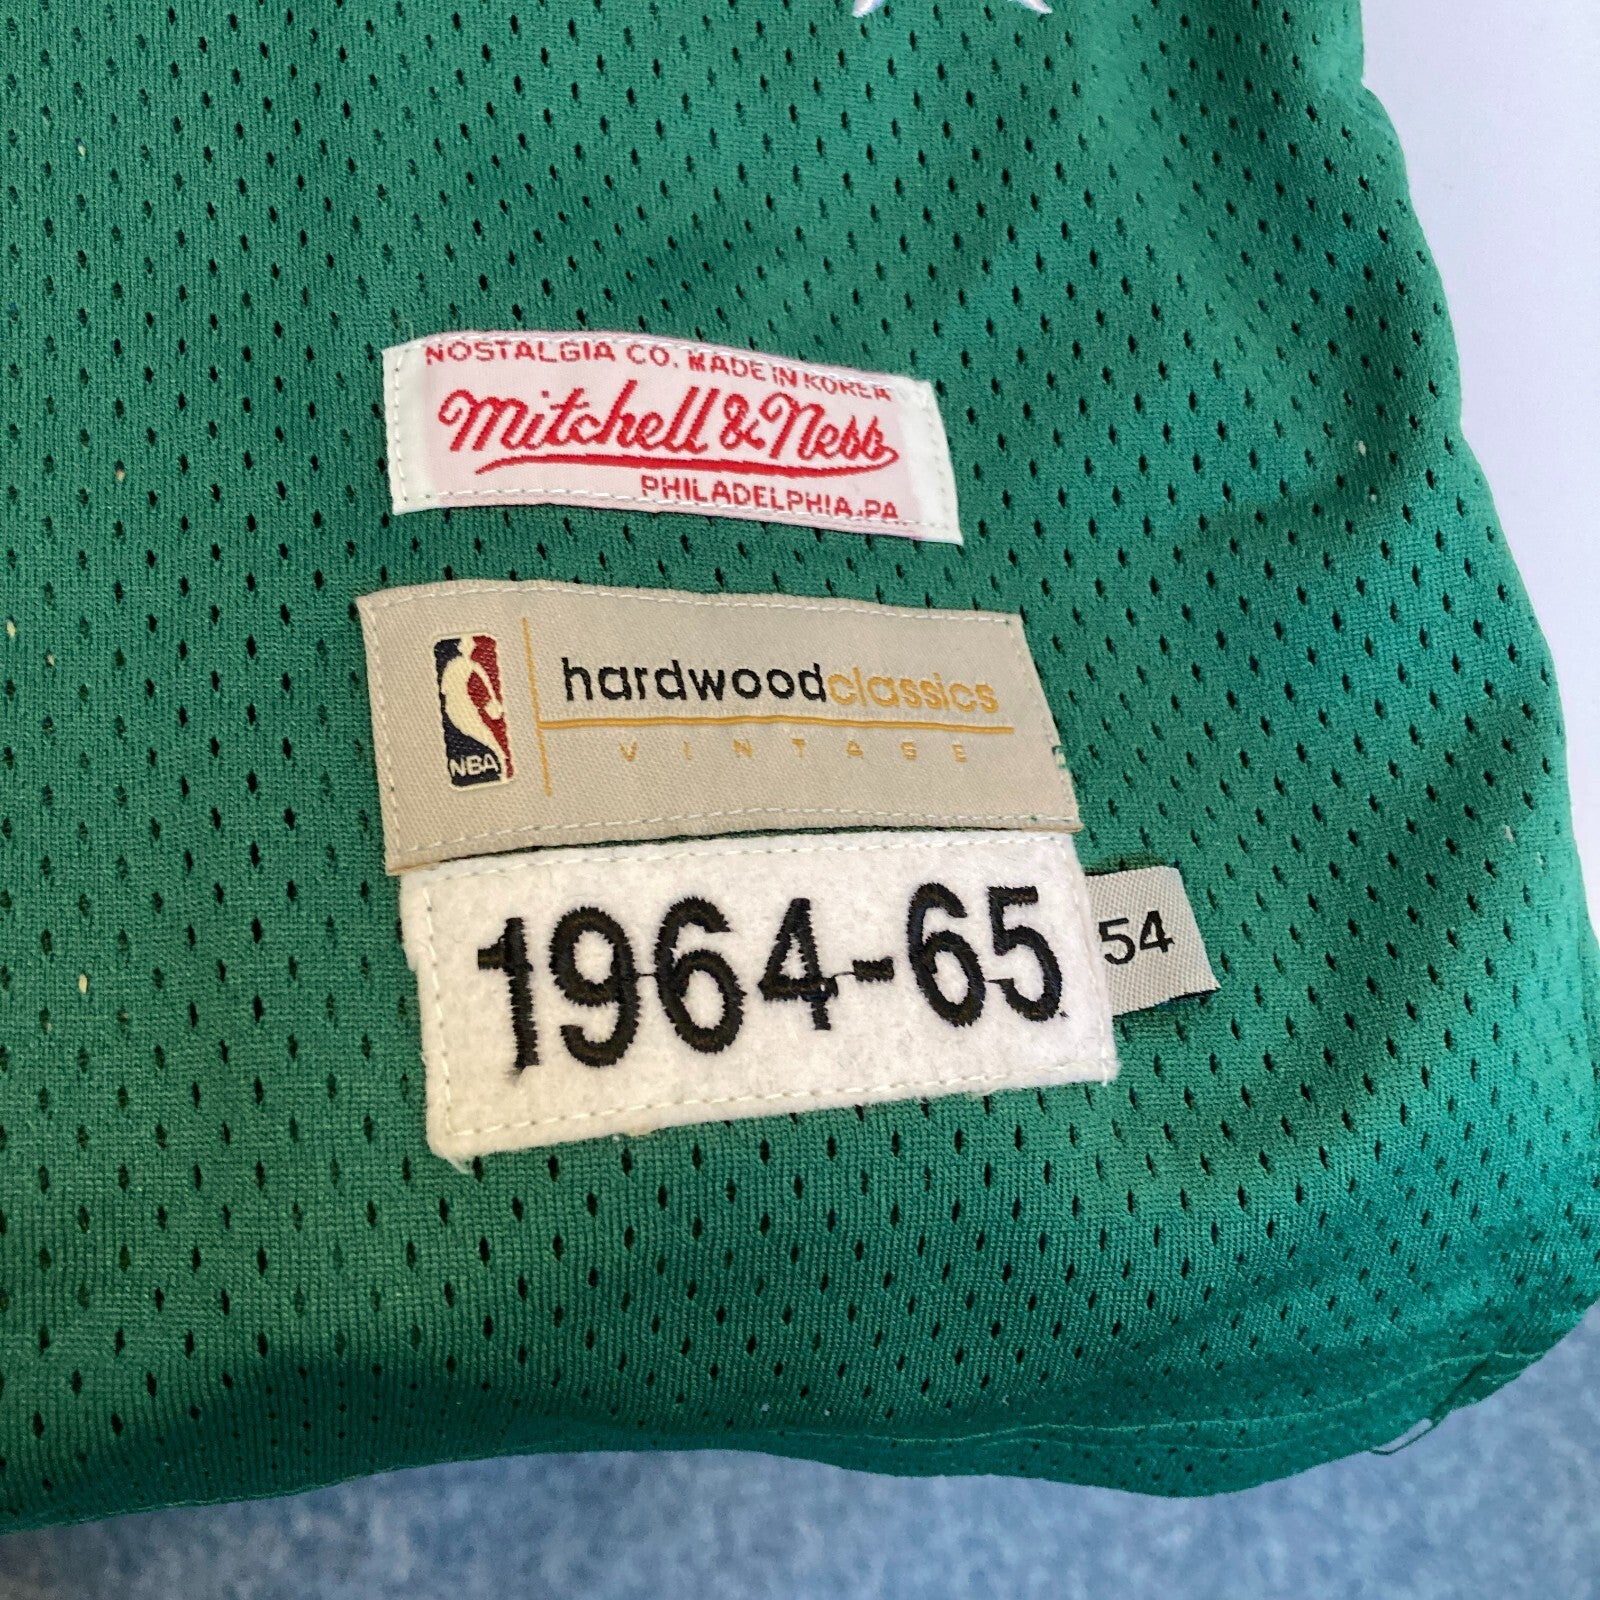 NOSTALGIA CO. MADE IN KOREA
Mitchell & Ness
PHILADELPHIA, PA.
NBA
hardwoodclassics
VINTAGE
1964-65
54